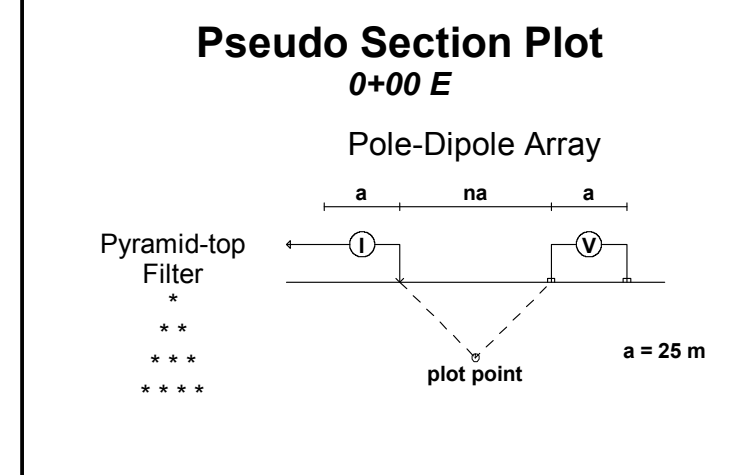 Pseudo Section Plot
0+00 E
Pole-Dipole Array
a na a
Pyramid-top
Filter
*
* *
* * *
* * * *
I V
a = 25 m
plot point